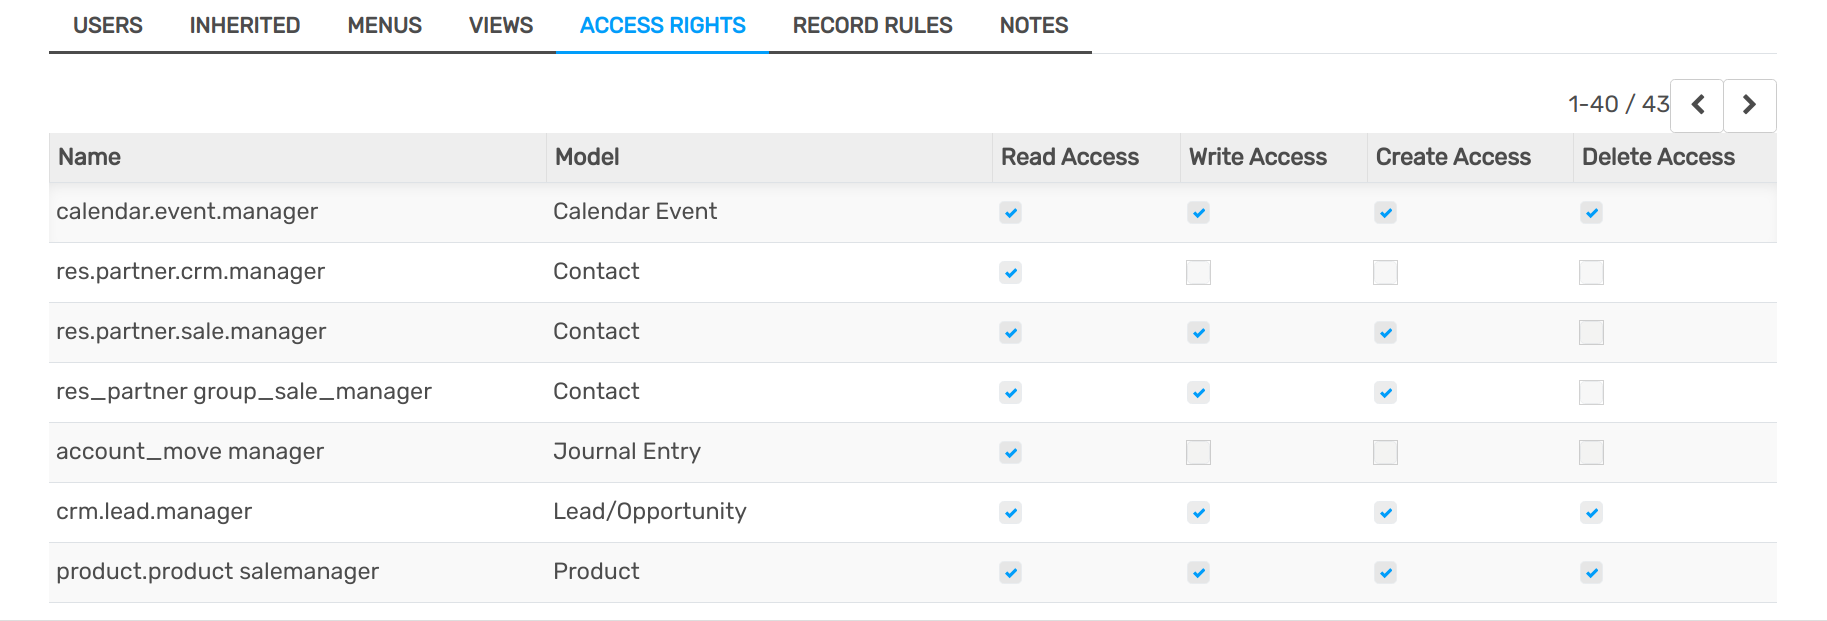 USERS INHERITED MENUS VIEWS ACCESS RIGHTS RECORD RULES NOTES
1-40 / 43
Name Model Read Access Write Access Create Access Delete Access
calendar.event.manager Calendar Event
res.partner.crm.manager Contact
res.partner.sale.manager Contact
res_partner group_sale_manager Contact
account_move manager Journal Entry
crm.lead.manager Lead/Opportunity
product.product salemanager Product